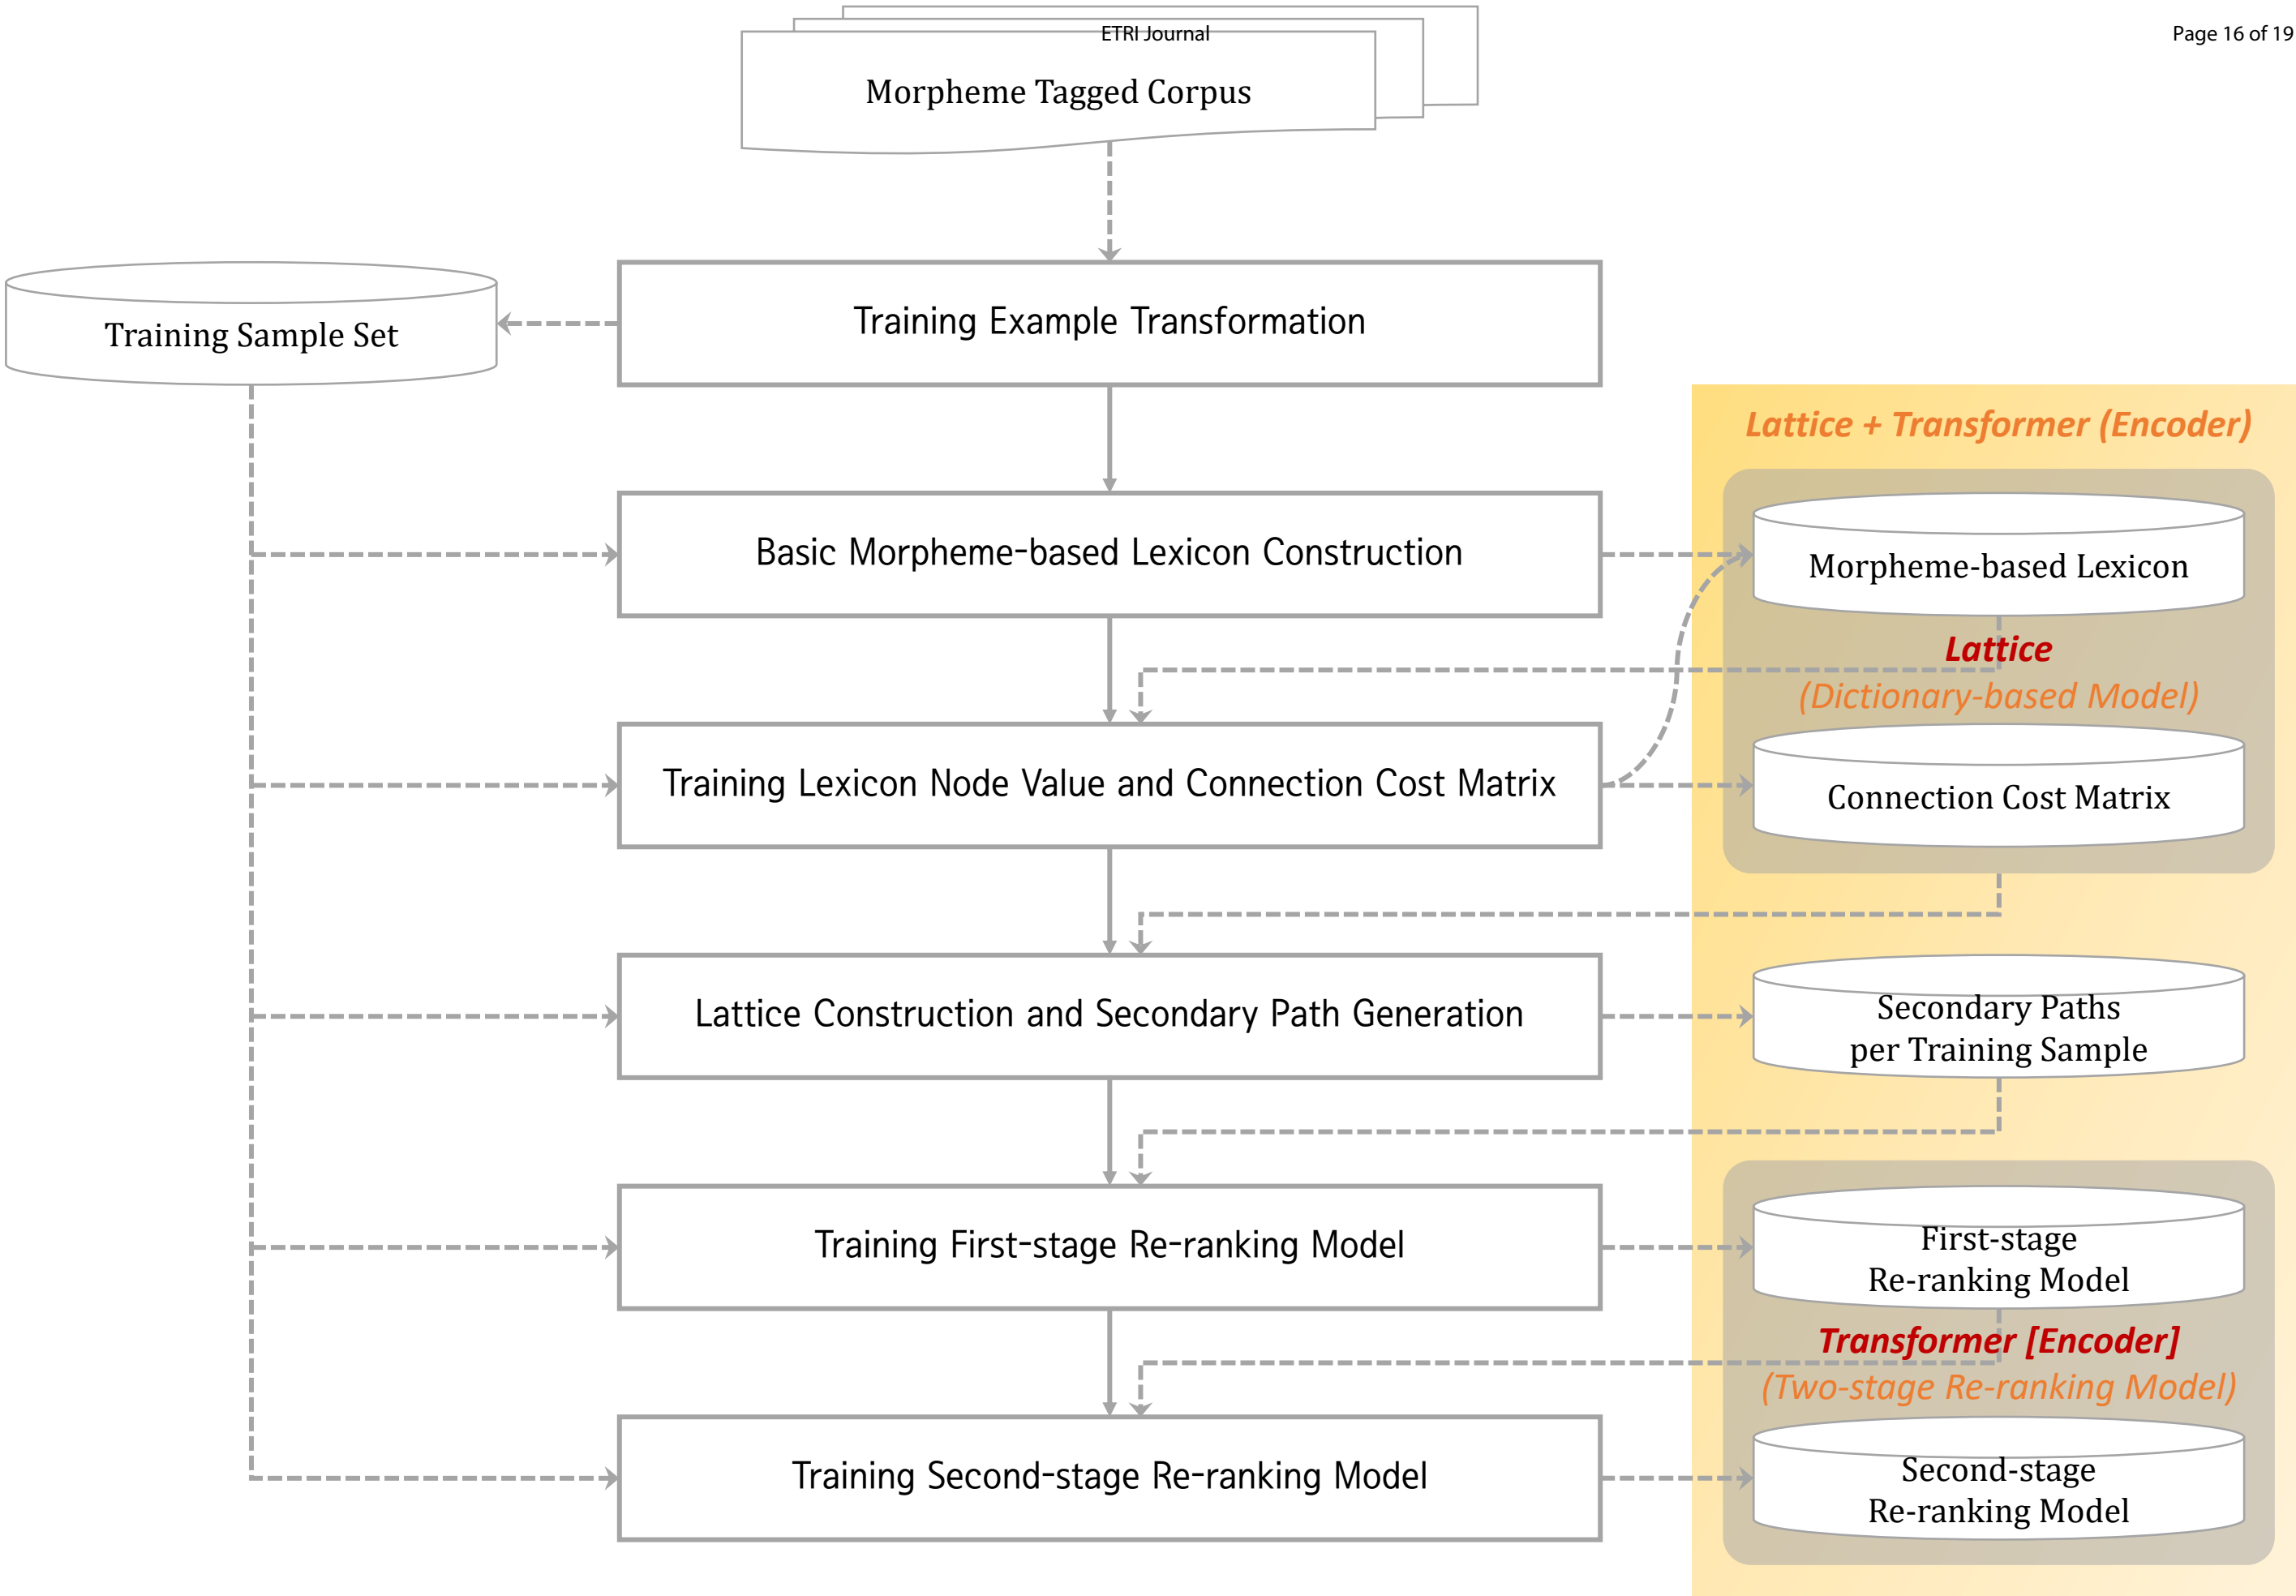 ETRI Journal
Page 16 of 19
Morpheme Tagged Corpus
Training Sample Set
Training Example Transformation
Lattice + Transformer (Encoder)
Basic Morpheme-based Lexicon Construction
Morpheme-based Lexicon
Lattice
(Dictionary-based Model)
Training Lexicon Node Value and Connection Cost Matrix
Connection Cost Matrix
Lattice Construction and Secondary Path Generation
Secondary Paths
per Training Sample
Training First-stage Re-ranking Model
First-stage
Re-ranking Model
Transformer [Encoder]
(Two-stage Re-ranking Model)
Training Second-stage Re-ranking Model
Second-stage
Re-ranking Model